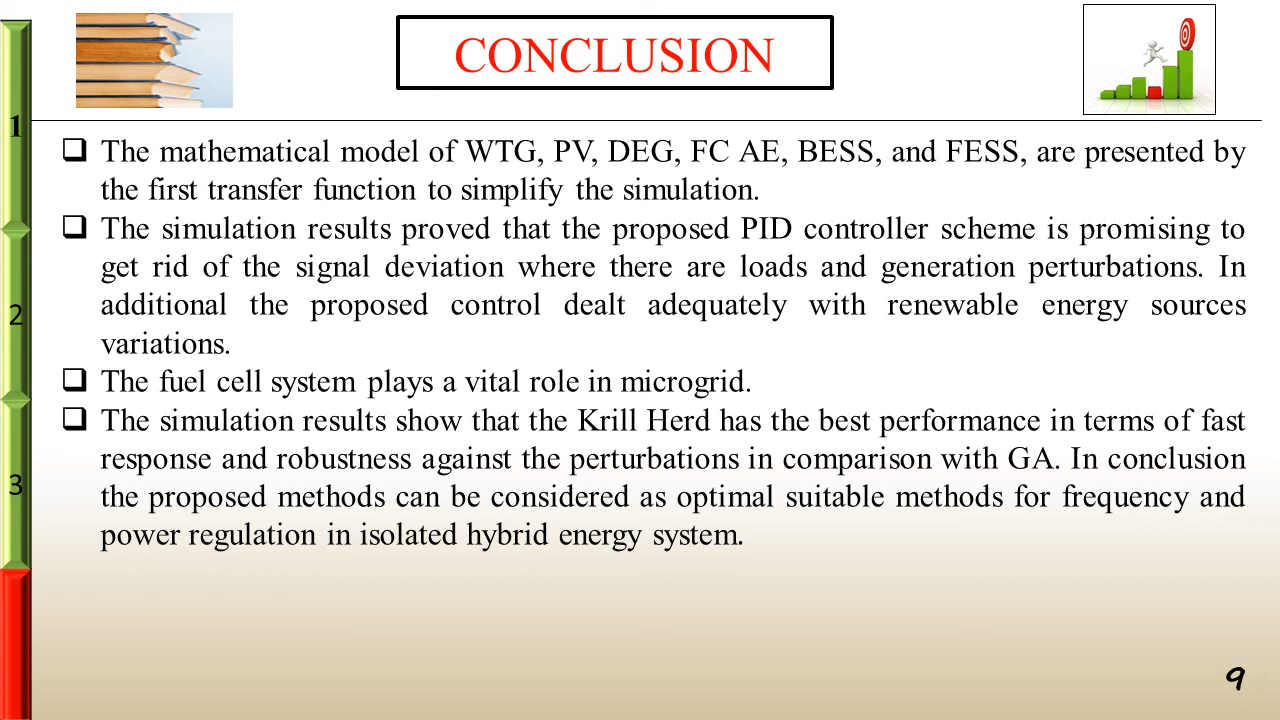 CONCLUSION
1
❑ The mathematical model of WTG, PV, DEG, FC AE, BESS, and FESS, are presented by
the first transfer function to simplify the simulation.
❑ The simulation results proved that the proposed PID controller scheme is promising to
get rid of the signal deviation where there are loads and generation perturbations. In
additional the proposed control dealt adequately with renewable energy sources
variations.
2
❑ The fuel cell system plays a vital role in microgrid.
❑ The simulation results show that the Krill Herd has the best performance in terms of fast
response and robustness against the perturbations in comparison with GA. In conclusion
the proposed methods can be considered as optimal suitable methods for frequency and
power regulation in isolated hybrid energy system.
3
9